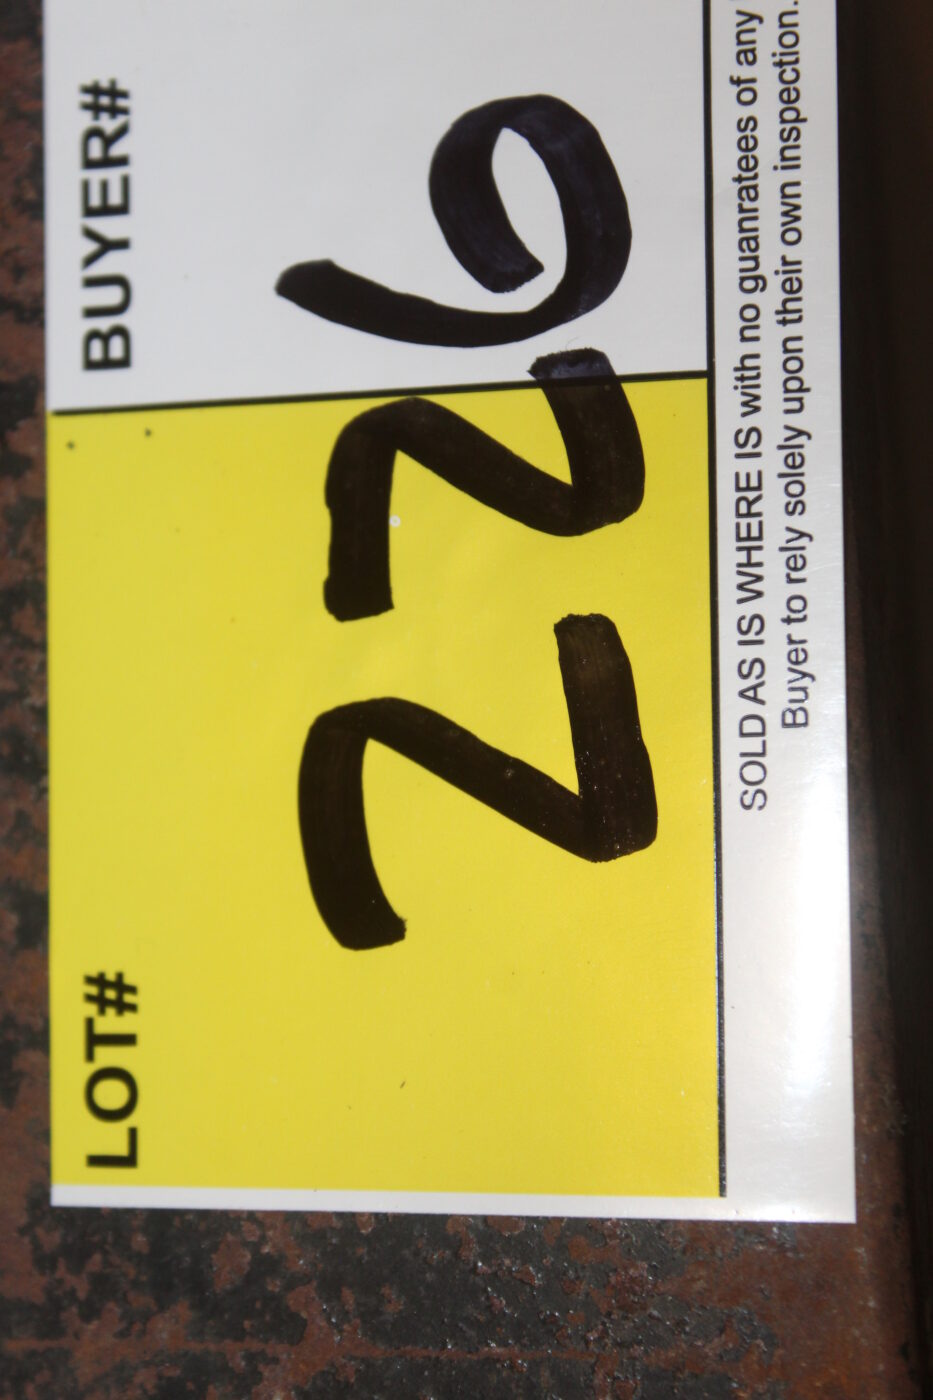 LOT# BUYER#
226
SOLD AS IS WHERE IS with no guanratees of any
Buyer to rely solely upon their own inspection.